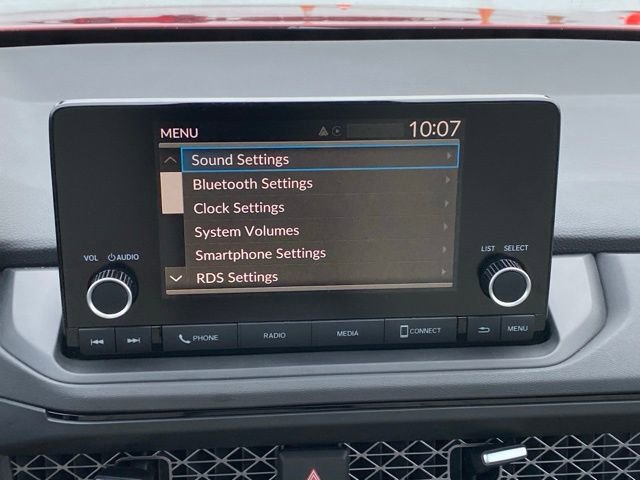 MENU 10:07
Sound Settings
Bluetooth Settings
Clock Settings
System Volumes
Smartphone Settings
RDS Settings
VOL AUDIO
LIST SELECT
PHONE RADIO MEDIA CONNECT MENU